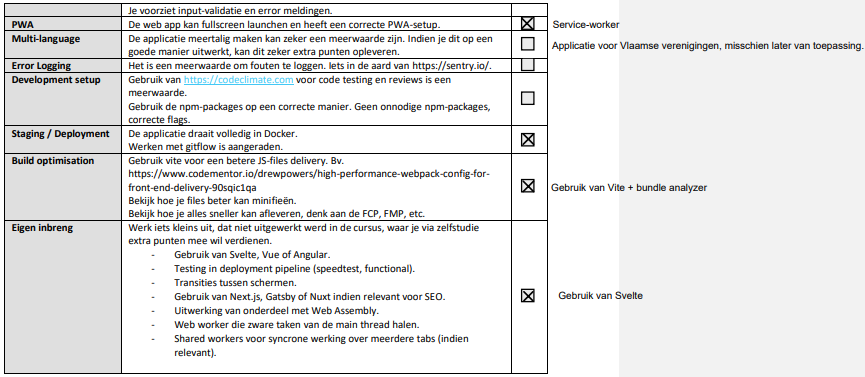 Je voorziet input-validatie en error meldingen.
PWA
De web app kan fullscreen launchen en heeft een correcte PWA-setup.
Service-worker
Multi-language
De applicatie meertalig maken kan zeker een meerwaarde zijn. Indien je dit op een
goede manier uitwerkt, kan dit zeker extra punten opleveren.
Applicatie voor Vlaamse verenigingen, misschien later van toepassing.
Error Logging
Het is een meerwaarde om fouten te loggen. Iets in de aard van https://sentry.io/.
Development setup
Gebruik van https://codeclimate.com voor code testing en reviews is een
meerwaarde.
Gebruik de npm-packages op een correcte manier. Geen onnodige npm-packages,
correcte flags.
Staging / Deployment
De applicatie draait volledig in Docker.
Werken met gitflow is aangeraden.
Build optimisation
Gebruik vite voor een betere JS-files delivery. Bv.
https://www.codementor.io/drewpowers/high-performance-webpack-config-for-
front-end-delivery-90sqic1qa
Bekijk hoe je files beter kan minifieën.
Bekijk hoe je alles sneller kan afleveren, denk aan de FCP, FMP, etc.
Gebruik van Vite + bundle analyzer
Eigen inbreng
Werk iets kleins uit, dat niet uitgewerkt werd in de cursus, waar je via zelfstudie
extra punten mee wil verdienen.
- Gebruik van Svelte, Vue of Angular.
- Testing in deployment pipeline (speedtest, functional).
- Transities tussen schermen.
- Gebruik van Next.js, Gatsby of Nuxt indien relevant voor SEO.
- Uitwerking van onderdeel met Web Assembly.
- Web worker die zware taken van de main thread halen.
- Shared workers voor syncrone werking over meerdere tabs (indien
relevant).
Gebruik van Svelte